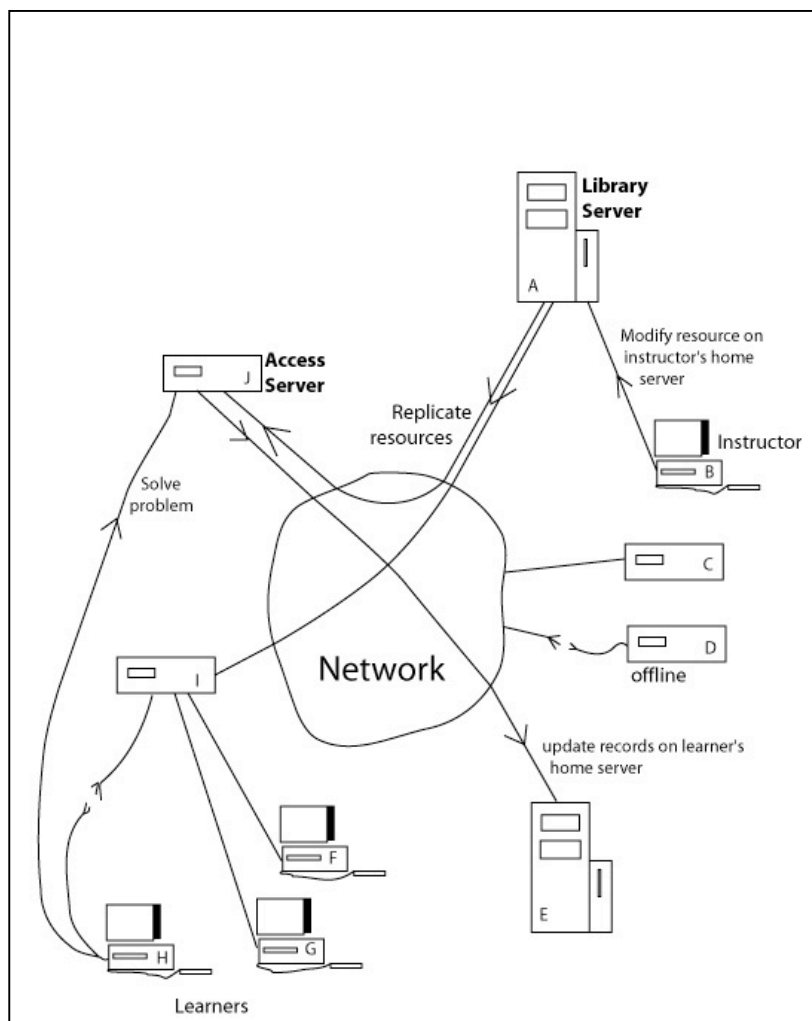 Library
Server
A
Modify resource on
instructor's home
server
Access
Server
J
Replicate
resources
Instructor
B
Solve
problem
C
Network
D
offline
I
update records on learner's
home server
F
E
G
H
Learners